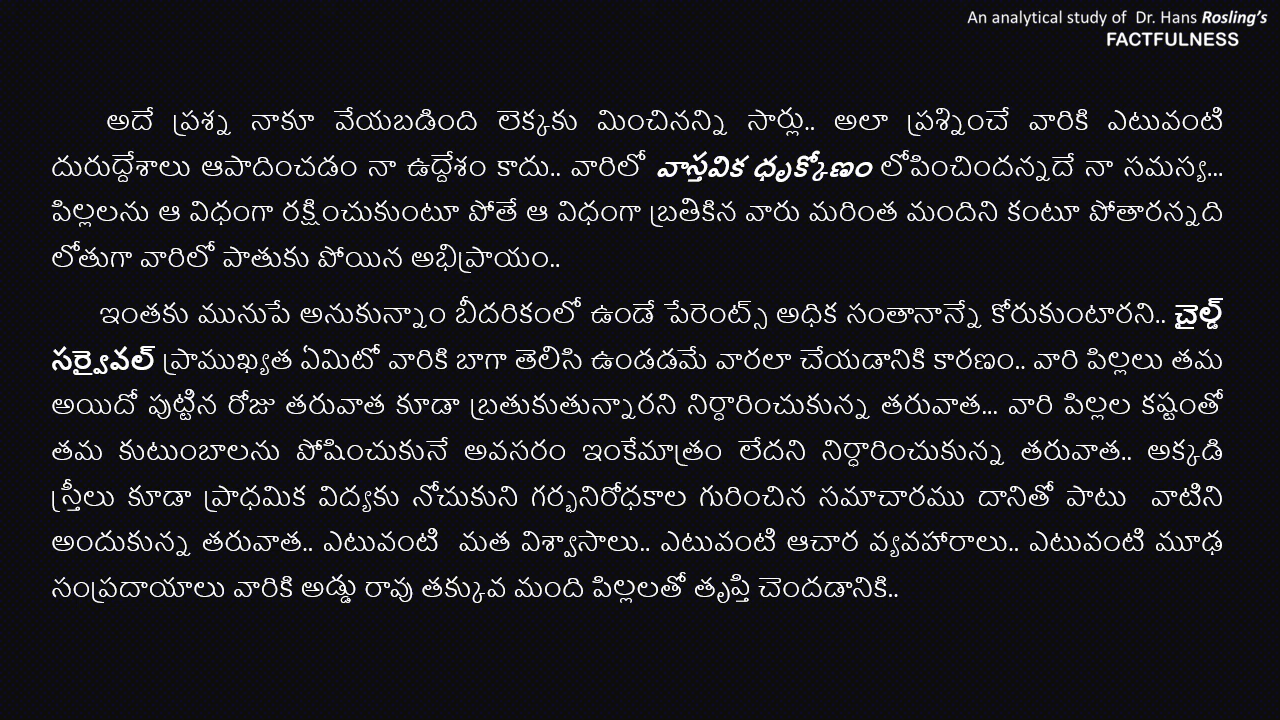 An analytical study of Dr. Hans Rosling's
FACTFULNESS
అదే ప్రశ్న నాకూ వేయబడింది లెక్కకు మించినన్ని సార్లు.. అలా ప్రశ్నించే వారికి ఎటువంటి
దురుద్దేశాలు ఆపాదించడం నా ఉద్దేశం కాదు.. వారిలో వాస్తవిక ధృక్కోణం లోపించిందన్నదే నా సమస్య...
పిల్లలను ఆ విధంగా రక్షించుకుంటూ పోతే ఆ విధంగా బ్రతికిన వారు మరింత మందిని కంటూ పోతారన్నది
లోతుగా వారిలో పాతుకు పోయిన అభిప్రాయం..
ఇంతకు మునుపే అనుకున్నాం బీదరికంలో ఉండే పేరెంట్స్ అధిక సంతానాన్నే కోరుకుంటారని.. చైల్డ్
సర్వైవల్ ప్రాముఖ్యత ఏమిటో వారికి బాగా తెలిసి ఉండడమే వారలా చేయడానికి కారణం.. వారి పిల్లలు తమ
అయిదో పుట్టిన రోజు తరువాత కూడా బ్రతుకుతున్నారని నిర్ధారించుకున్న తరువాత... వారి పిల్లల కష్టంతో
తమ కుటుంబాలను పోషించుకునే అవసరం ఇంకేమాత్రం లేదని నిర్ధారించుకున్న తరువాత.. అక్కడి
స్త్రీలు కూడా ప్రాధమిక విద్యకు నోచుకుని గర్భనిరోధకాల గురించిన సమాచారము దానితో పాటు వాటిని
అందుకున్న తరువాత.. ఎటువంటి మత విశ్వాసాలు.. ఎటువంటి ఆచార వ్యవహారాలు.. ఎటువంటి మూఢ
సంప్రదాయాలు వారికి అడ్డు రావు తక్కువ మంది పిల్లలతో తృప్తి చెందడానికి..